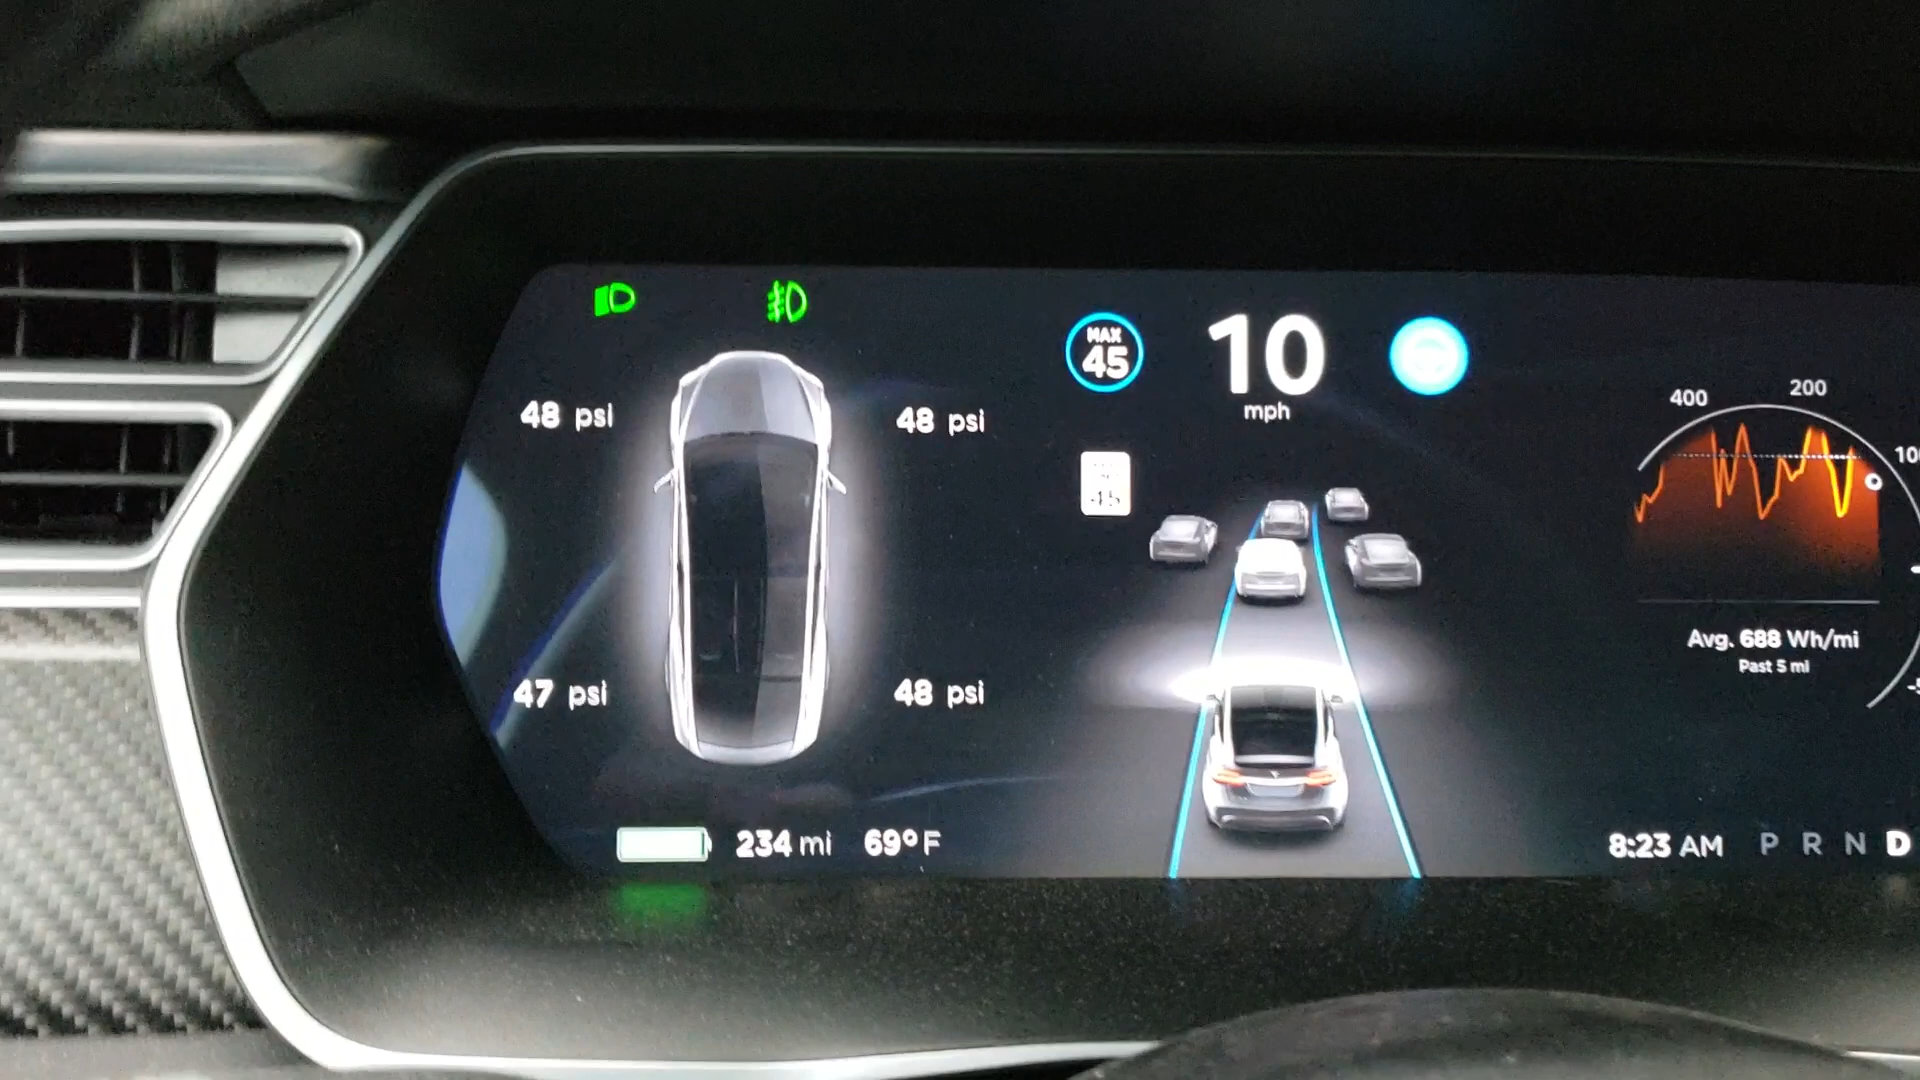 48 psi
48 psi
47 psi
48 psi
234 mi 69°F
MAX
45
10
mph
45
400
200
Avg. 688 Wh/mi
Past 5 mi
8:23 AM P R N D